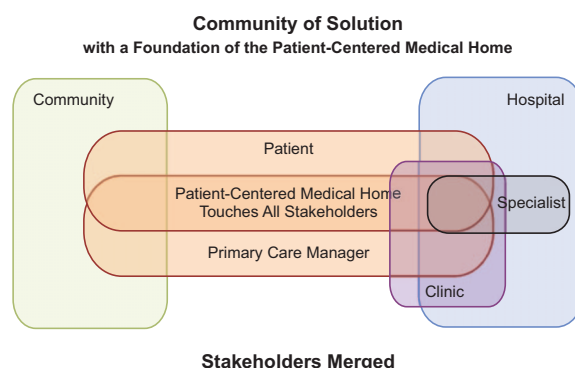 Community of Solution
with a Foundation of the Patient-Centered Medical Home
Community
Hospital
Patient
Patient-Centered Medical Home
Touches All Stakeholders
Specialist
Primary Care Manager
Clinic
Stakeholders Merged